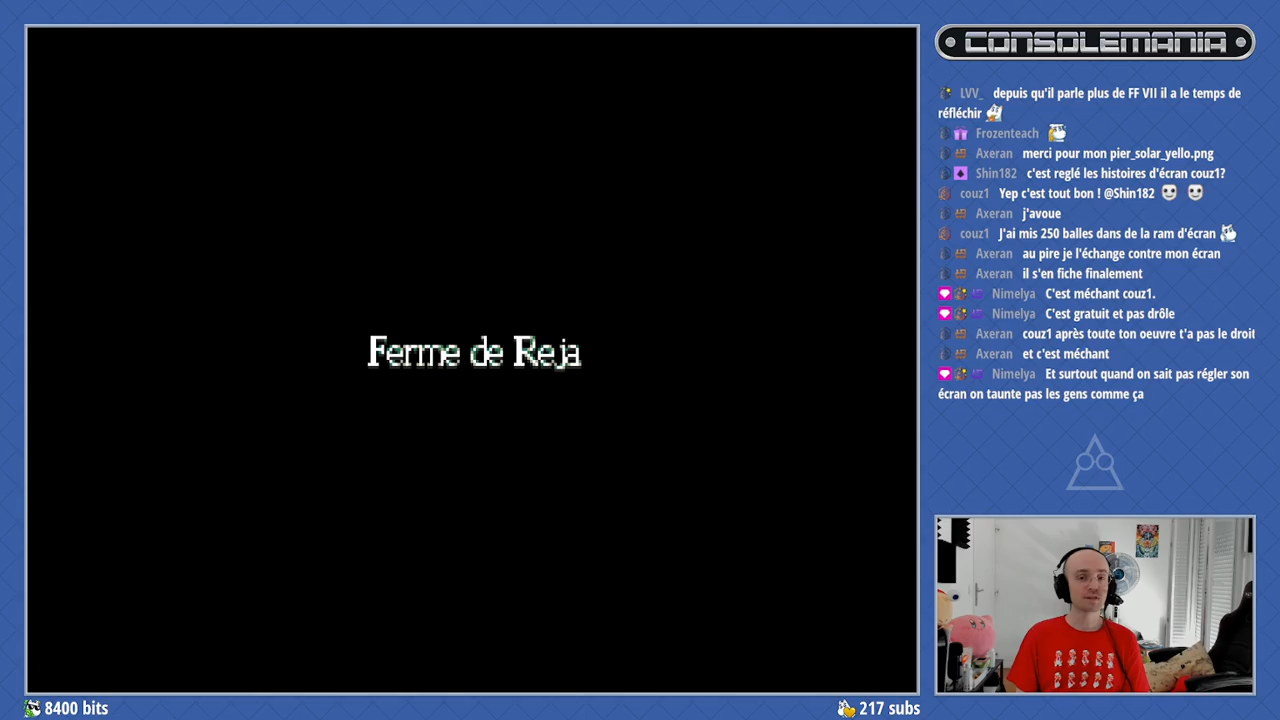 CONSOLEMANIA
LVV_ depuis qu'il parle plus de FF VII il a le temps de
réfléchir
Frozenteach
Axeran merci pour mon pier_solar_yello.png
Shin182 c'est reglé les histoires d'écran couz1?
couz1 Yep c'est tout bon ! @Shin182
Axeran j'avoue
couz1 J'ai mis 250 balles dans de la ram d'écran
Axeran au pire je l'échange contre mon écran
Axeran il s'en fiche finalement
Nimelya C'est méchant couz1.
Nimelya C'est gratuit et pas drôle
Axeran couz1 après toute ton oeuvre t'a pas le droit
Axeran et c'est méchant
Nimelya Et surtout quand on sait pas régler son
écran on taunte pas les gens comme ça
Ferme de Reja
8400 bits
217 subs